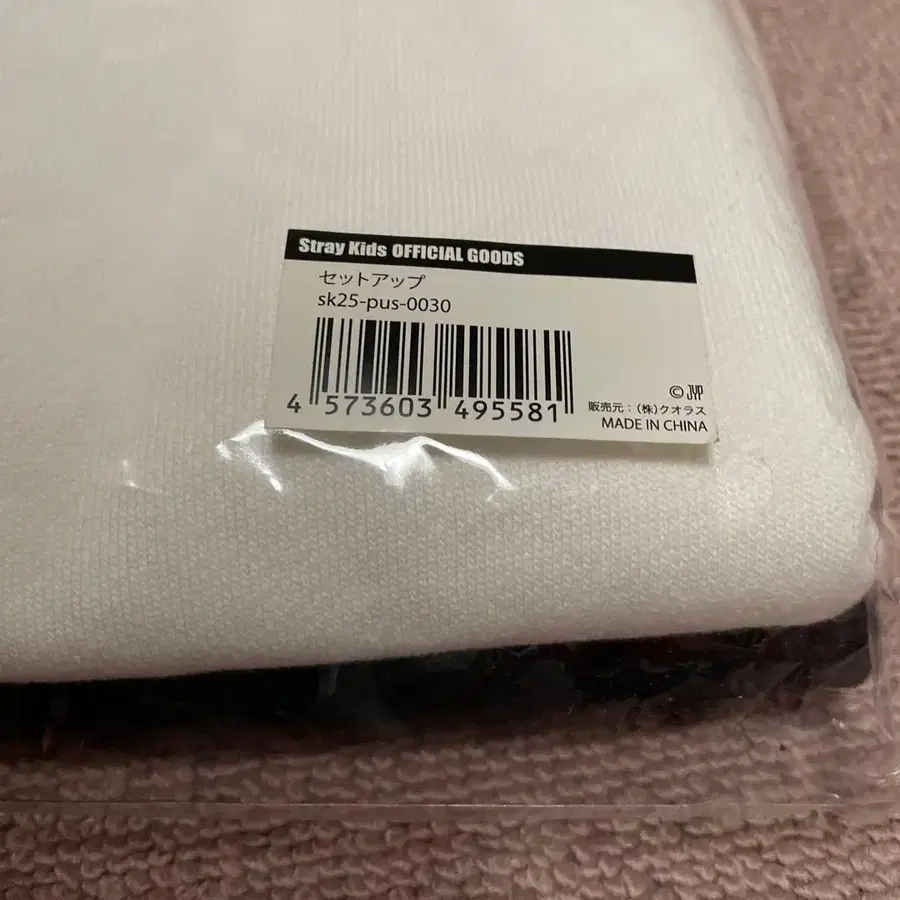 Stray Kids OFFICIAL GOODS
セットアップ
sk25-pus-0030
4 573603 495581
© JYP
販売元：(株)クオラス
MADE IN CHINA